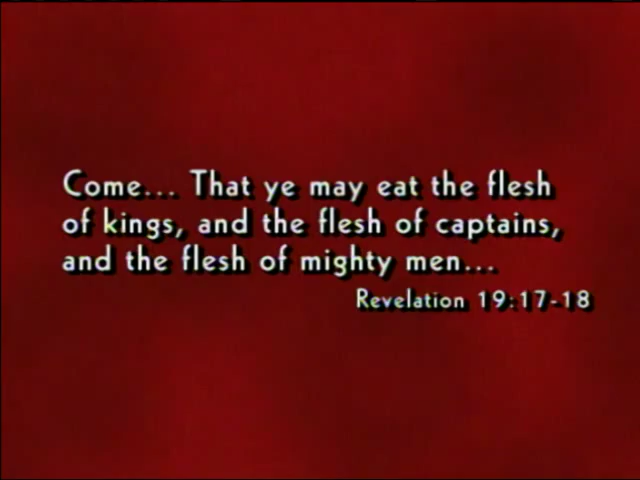 Come... That ye may eat the flesh
of kings, and the flesh of captains,
and the flesh of mighty men...
Revelation 19:17-18